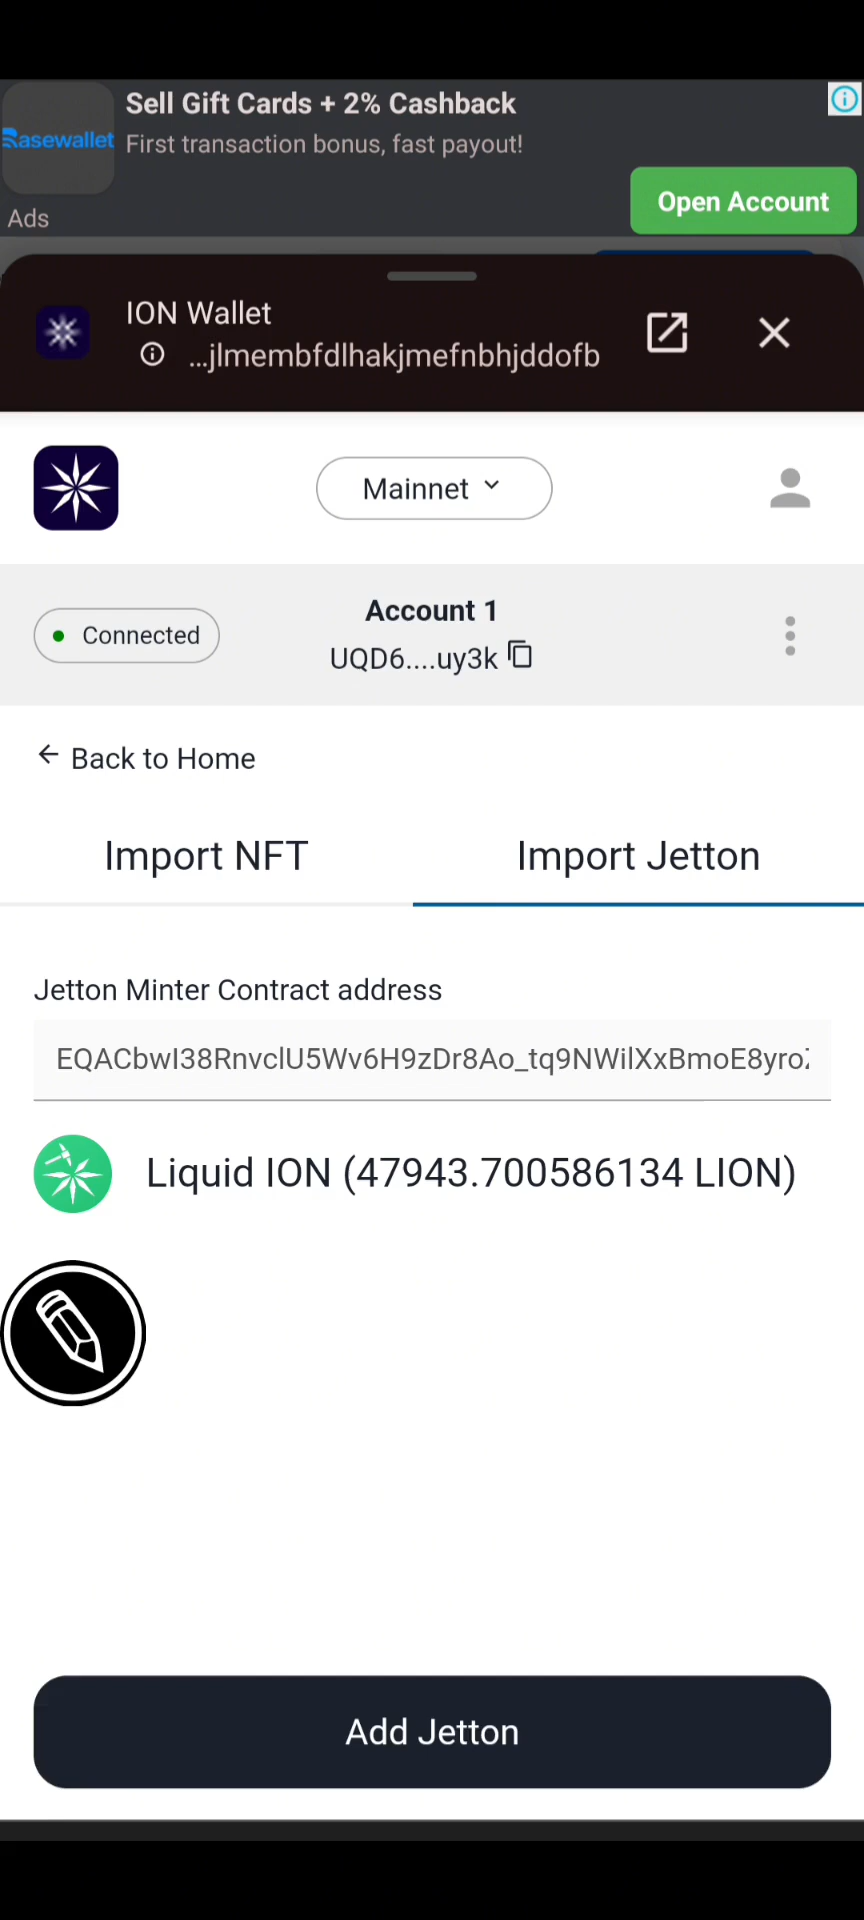 Sell Gift Cards + 2% Cashback
First transaction bonus, fast payout!
Basewallet
Open Account
Ads
ION Wallet
...jlmembfdlhakjmefnbhjddofb
Mainnet
Connected
Account 1
UQD6....uy3k
Back to Home
Import NFT
Import Jetton
Jetton Minter Contract address
EQACbwI38RnvclU5Wv6H9zDr8Ao_tq9NWilXxBmoE8yro
Liquid ION (47943.700586134 LION)
Add Jetton